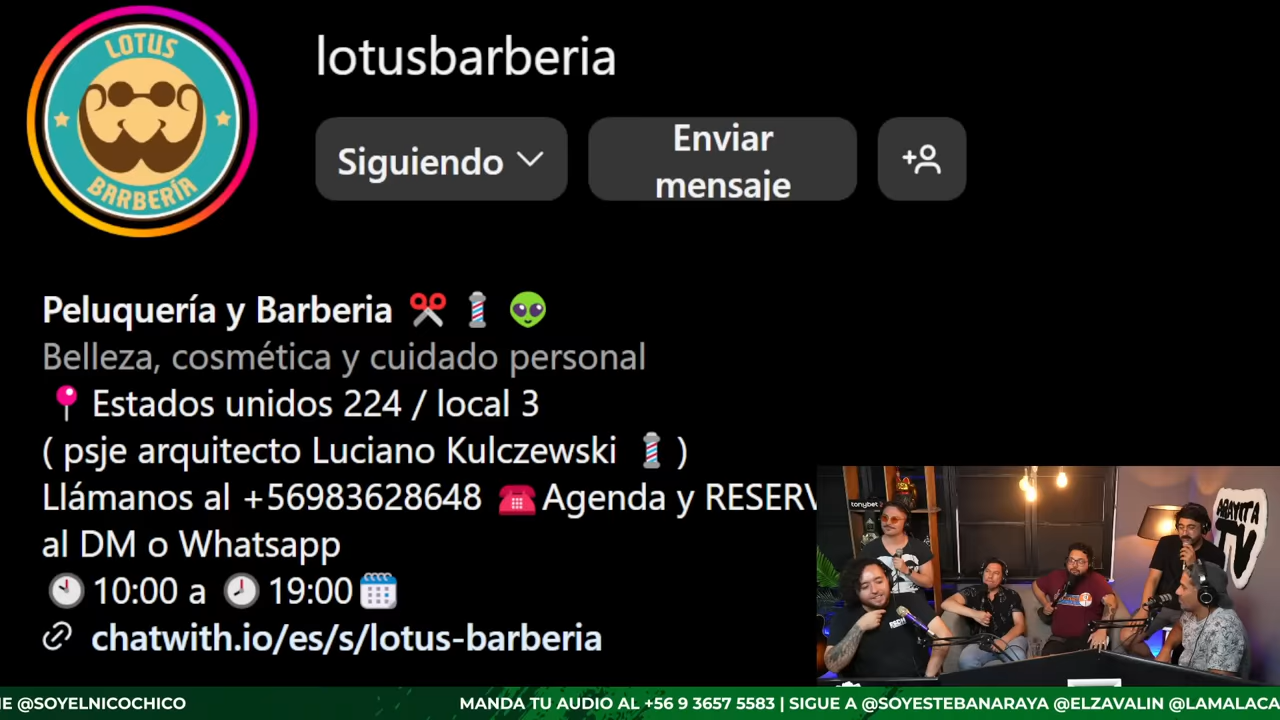 LOTUS
BARBERÍA
lotusbarberia
Siguiendo
Enviar
mensaje
Peluquería y Barberia
Belleza, cosmética y cuidado personal
Estados unidos 224 / local 3
( psje arquitecto Luciano Kulczewski )
Llámanos al +56983628648 Agenda y RESERV
al DM o Whatsapp
10:00 a 19:00
chatwith.io/es/s/lotus-barberia
tonybet
ARAYITA
TV
E @SOYELNICOCHICO MANDA TU AUDIO AL +56 9 3657 5583 | SIGUE A @SOYESTEBANARAYA @ELZAVALIN @LAMALACA